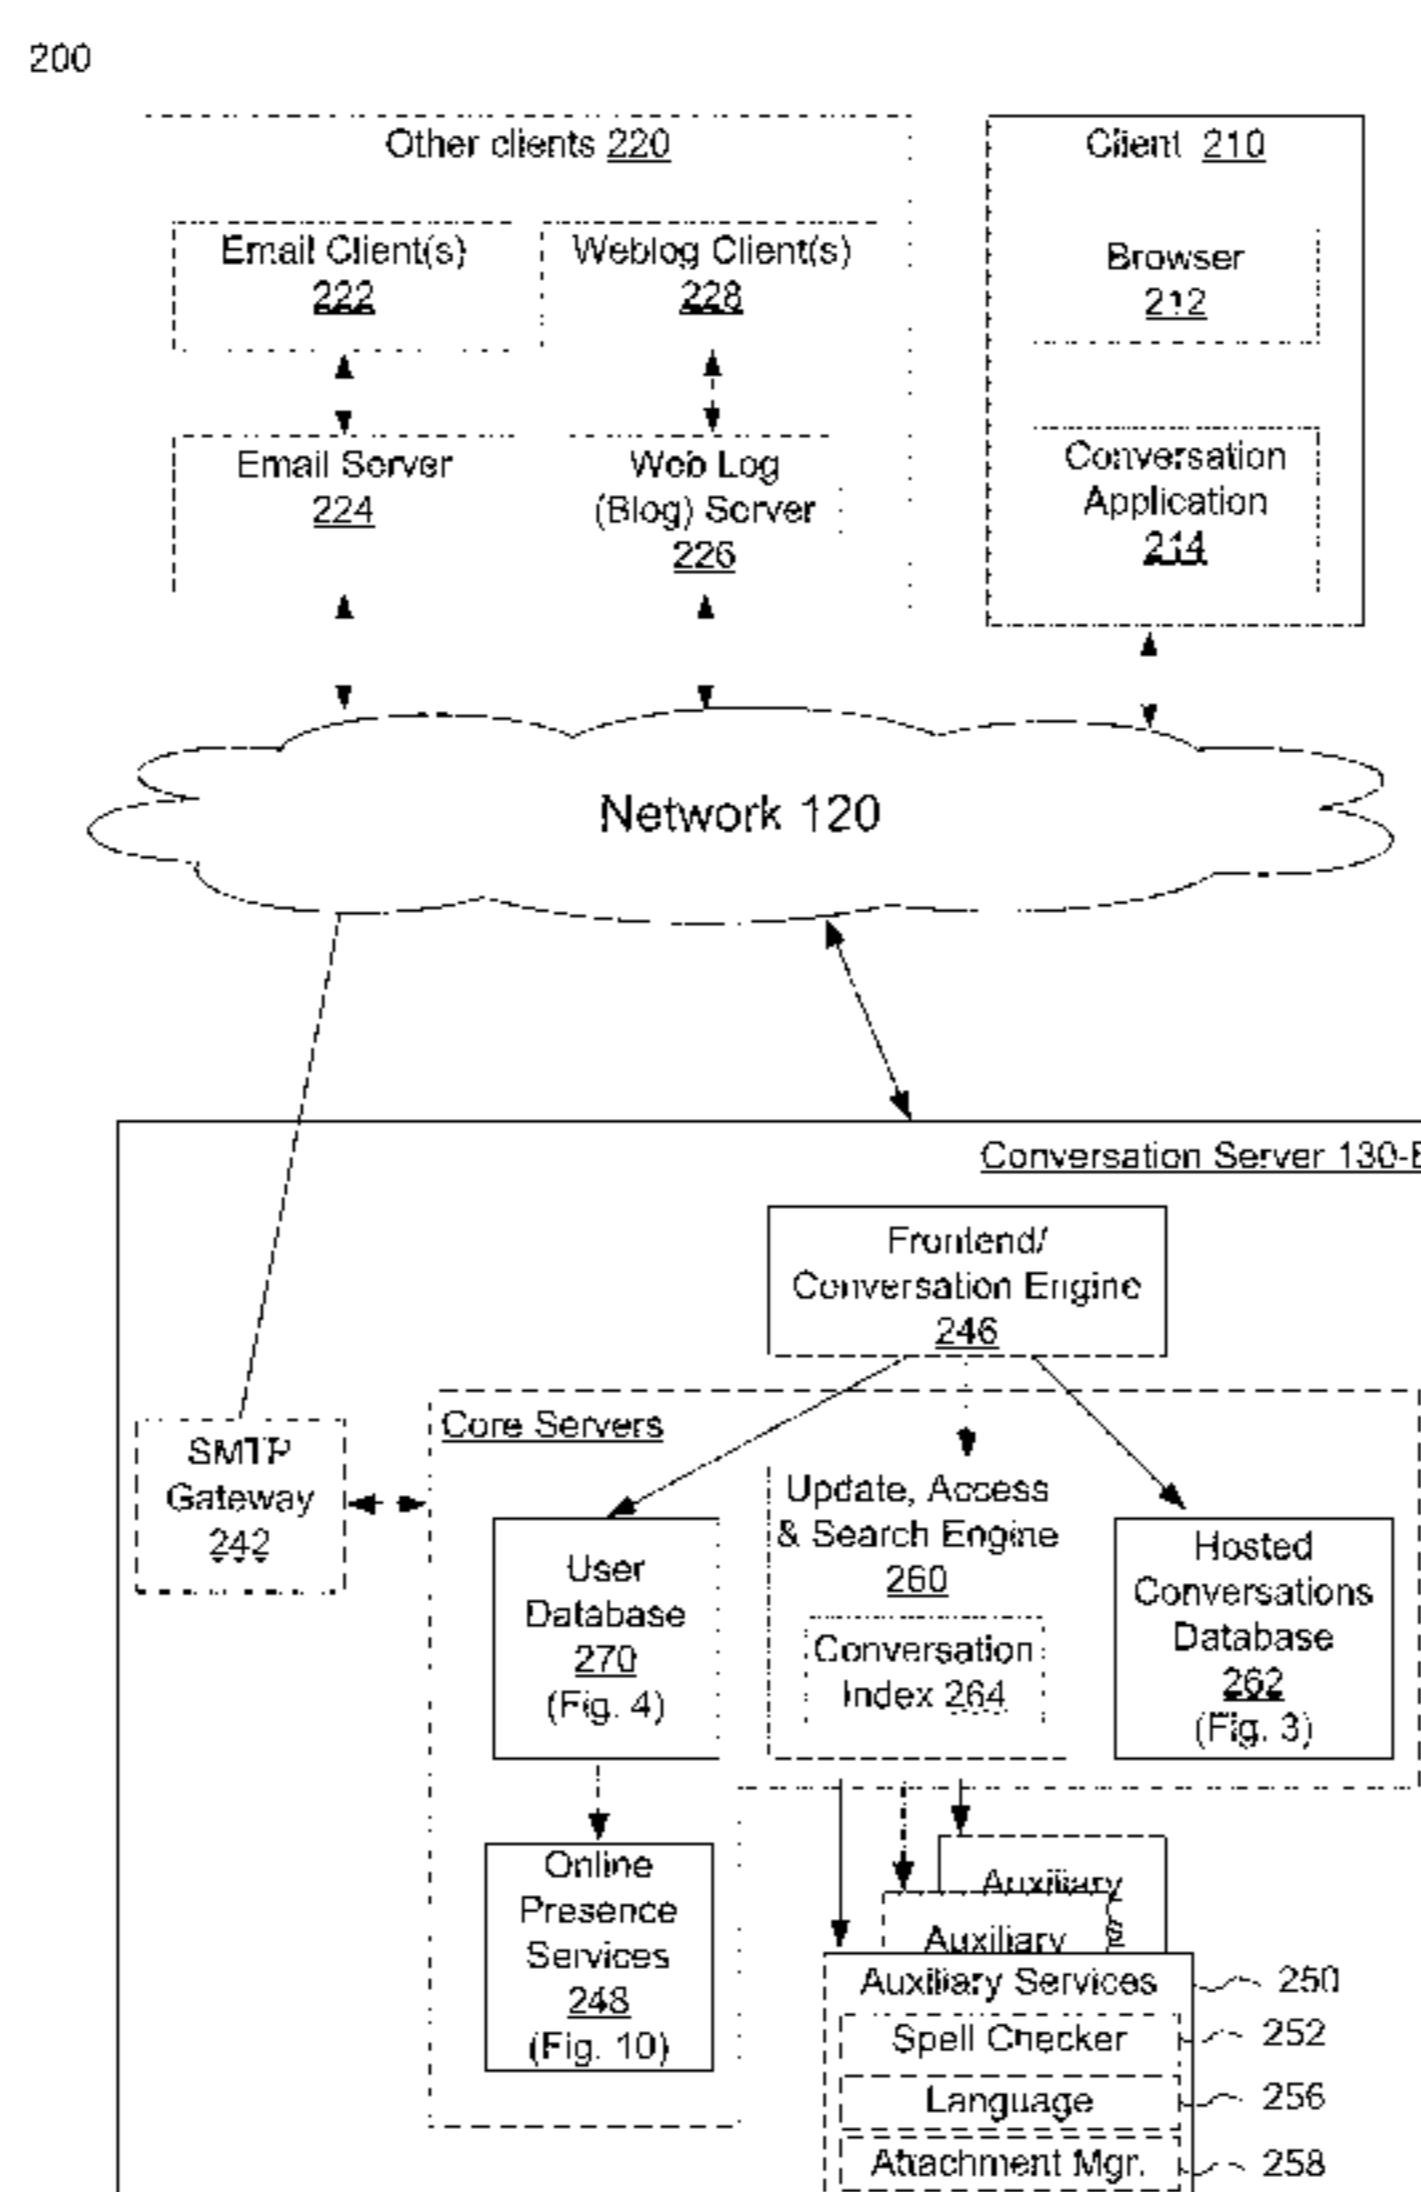 200
Other clients 220
Client 210
Email Client(s)
222
Weblog Client(s)
228
Browser
212
Email Server
224
Web Log
(Blog) Server
226
Conversation
Application
214
Network 120
Conversation Server 130-B
Frontend/
Conversation Engine
246
Core Servers
SMTP
Gateway
242
User
Database
270
(Fig. 4)
Update, Access
& Search Engine
260
Conversation
Index 264
Hosted
Conversations
Database
262
(Fig. 3)
Online
Presence
Services
248
(Fig. 10)
Auxiliary
Auxiliary
s
Auxiliary Services
250
Spell Checker
252
Language
256
Attachment Mgr.
258